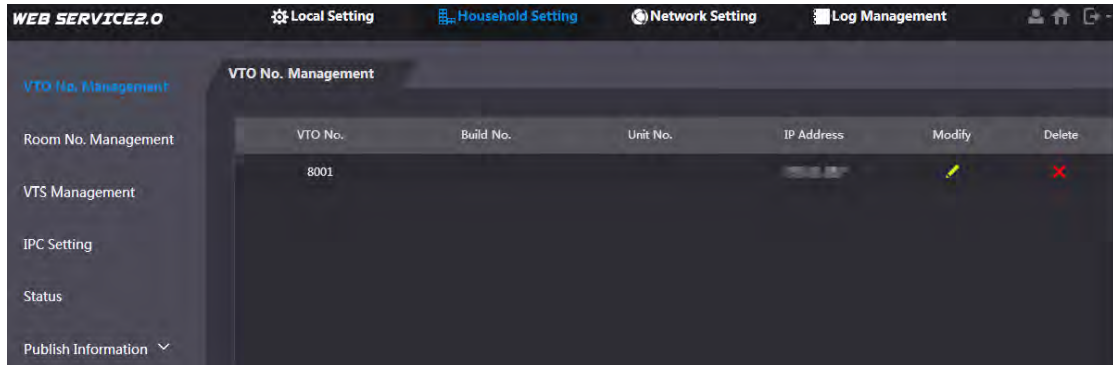 WEB SERVICE2.0 Local Setting Household Setting Network Setting Log Management
VTO No. Management
VTO No. Management
Room No. Management
VTS Management
IPC Setting
Status
Publish Information
VTO No. Build No. Unit No. IP Address Modify Delete
8001